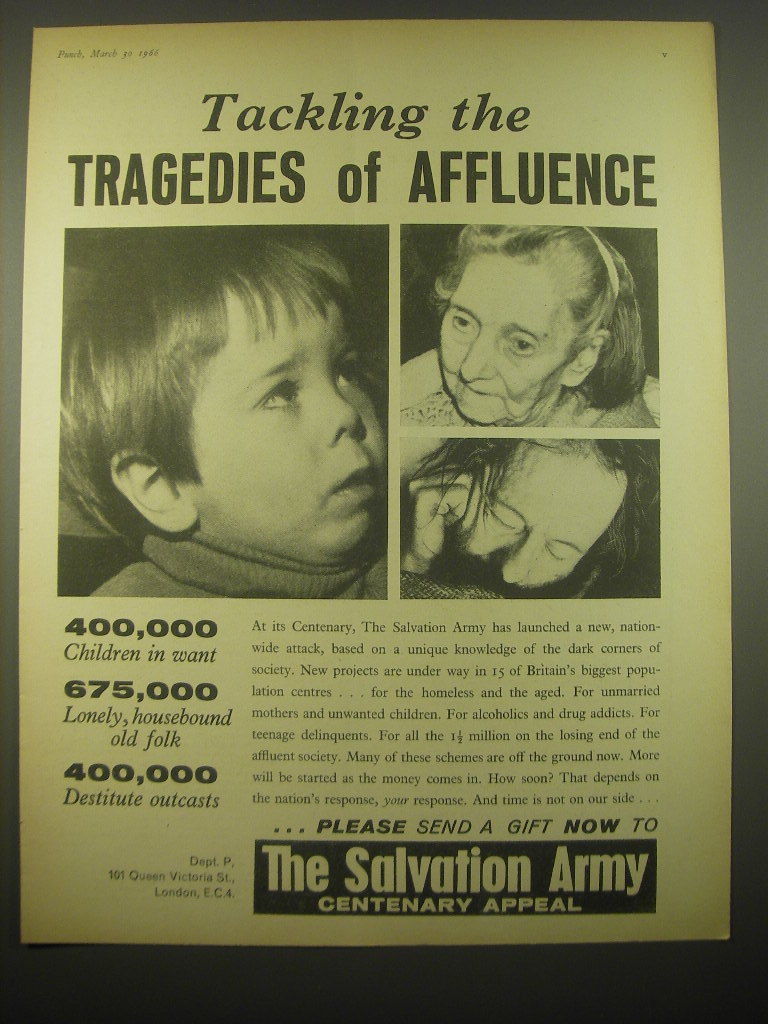 Punch, March 30 1966
v
Tackling the
TRAGEDIES of AFFLUENCE
400,000
Children in want
675,000
Lonely, housebound
old folk
400,000
Destitute outcasts
At its Centenary, The Salvation Army has launched a new, nation-
wide attack, based on a unique knowledge of the dark corners of
society. New projects are under way in 15 of Britain's biggest popu-
lation centres . . . for the homeless and the aged. For unmarried
mothers and unwanted children. For alcoholics and drug addicts. For
teenage delinquents. For all the 1½ million on the losing end of the
affluent society. Many of these schemes are off the ground now. More
will be started as the money comes in. How soon? That depends on
the nation's response, your response. And time is not on our side . . .
. . . PLEASE SEND A GIFT NOW TO
Dept. P,
101 Queen Victoria St.,
London, E.C.4.
The Salvation Army
CENTENARY APPEAL